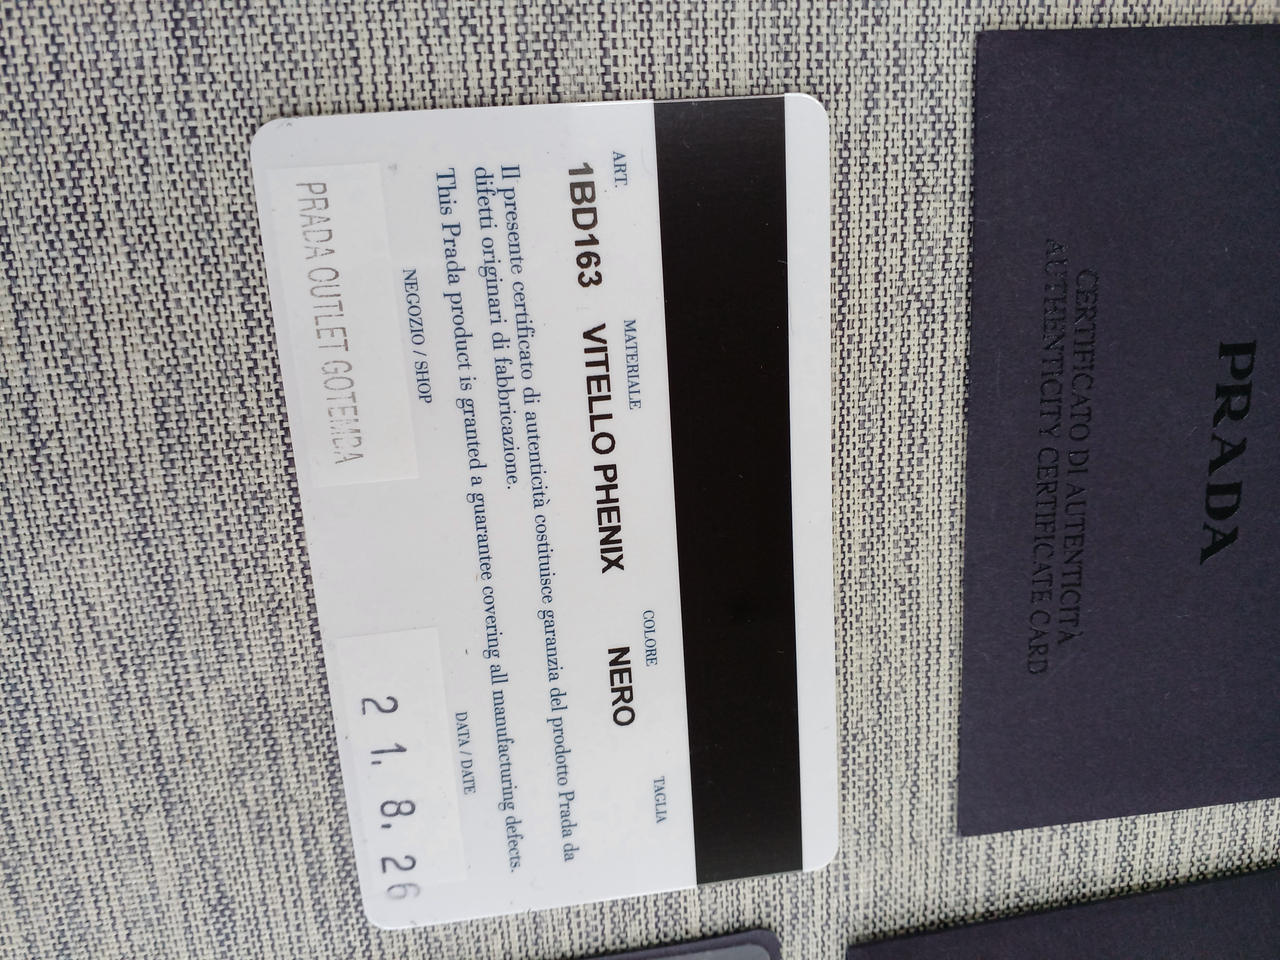 ART. MATERIALE COLORE TAGLIA
1BD163 VITELLO PHENIX NERO
Il presente certificato di autenticità costituisce garanzia del prodotto Prada da
difetti originari di fabbricazione.
This Prada product is granted a guarantee covering all manufacturing defects.
NEGOZIO / SHOP DATA / DATE
PRADA OUTLET GOTEMBA 21.8.26
PRADA
CERTIFICATO DI AUTENTICITÀ
AUTHENTICITY CERTIFICATE CARD